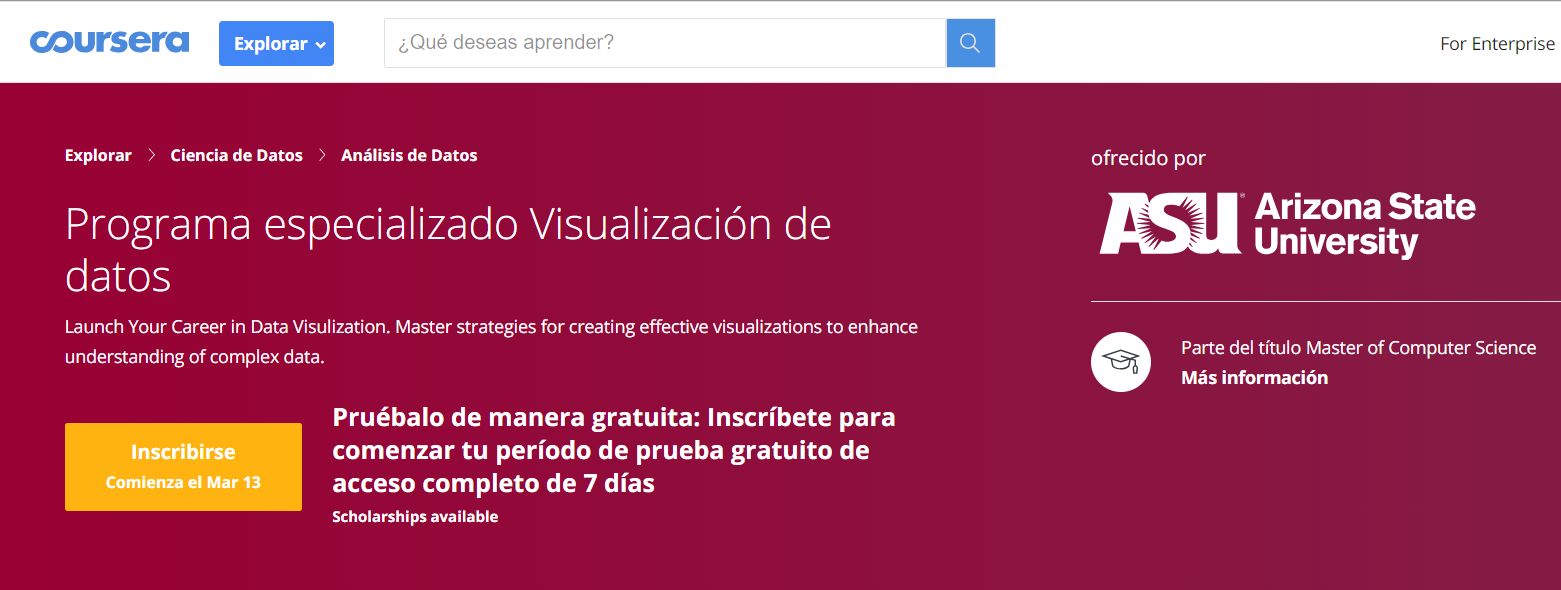 coursera
Explorar
¿Qué deseas aprender?
For Enterprise
Explorar > Ciencia de Datos > Análisis de Datos
Programa especializado Visualización de
datos
Launch Your Career in Data Visulization. Master strategies for creating effective visualizations to enhance
understanding of complex data.
Inscribirse
Comienza el Mar 13
Pruébalo de manera gratuita: Inscríbete para
comenzar tu período de prueba gratuito de
acceso completo de 7 días
Scholarships available
ofrecido por
ASU® Arizona State
University
Parte del título Master of Computer Science
Más información